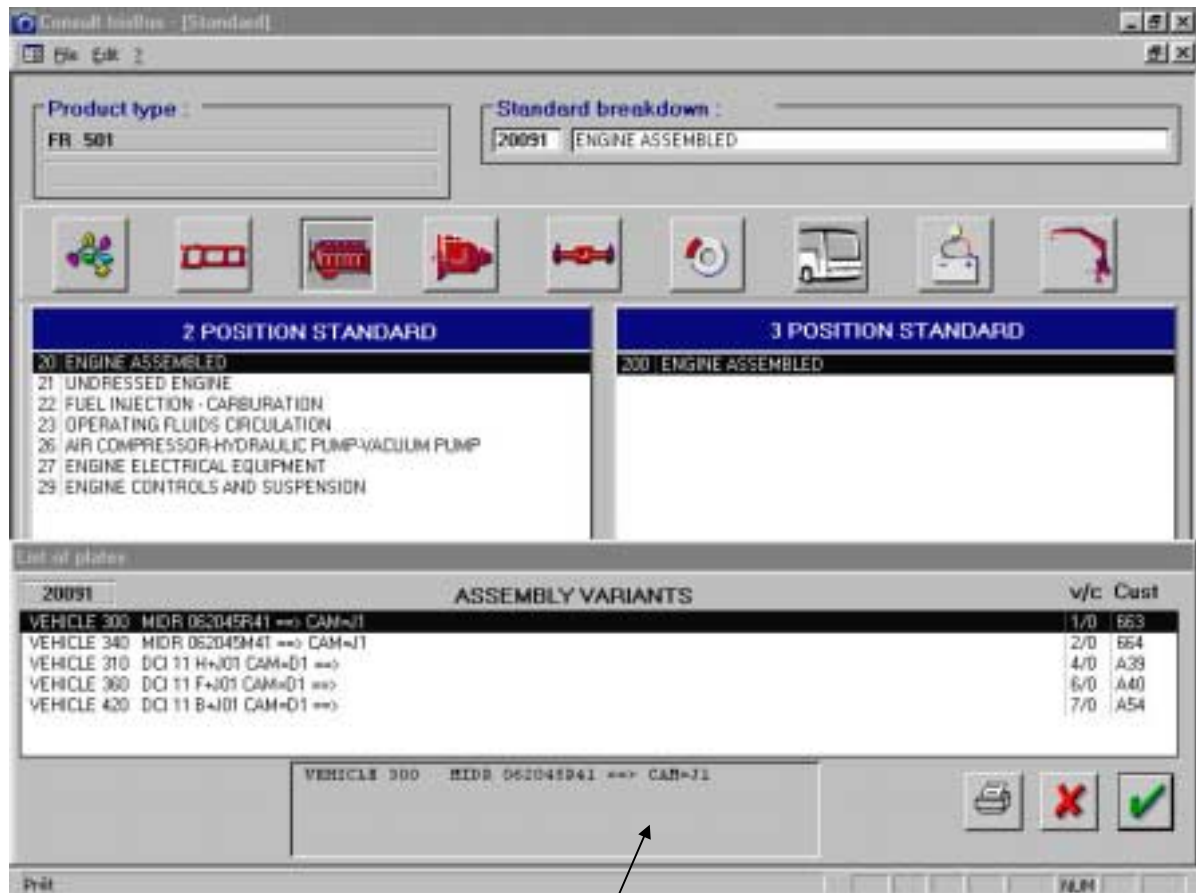 Consult - [Standard]
File Edit ?
Product type :
FR 501
Standard breakdown :
20091 ENGINE ASSEMBLED
2 POSITION STANDARD
20 ENGINE ASSEMBLED
21 UNDRESSED ENGINE
22 FUEL INJECTION - CARBURATION
23 OPERATING FLUIDS CIRCULATION
26 AIR COMPRESSOR-HYDRAULIC PUMP-VACUUM PUMP
27 ENGINE ELECTRICAL EQUIPMENT
29 ENGINE CONTROLS AND SUSPENSION
3 POSITION STANDARD
200 ENGINE ASSEMBLED
List of plates
20091 ASSEMBLY VARIANTS v/c Cust
VEHICLE 300 MIDR 062045R41 ==> CAM=J1 1/0 663
VEHICLE 340 MIDR 062045M41 ==> CAM=J1 2/0 664
VEHICLE 310 DCI 11 H+J01 CAM=D1 ==> 4/0 A39
VEHICLE 360 DCI 11 F+J01 CAM=D1 ==> 6/0 A40
VEHICLE 420 DCI 11 B+J01 CAM=D1 ==> 7/0 A54
VEHICLE 300 MIDR 062045R41 ==> CAM=J1
Prêt NUM